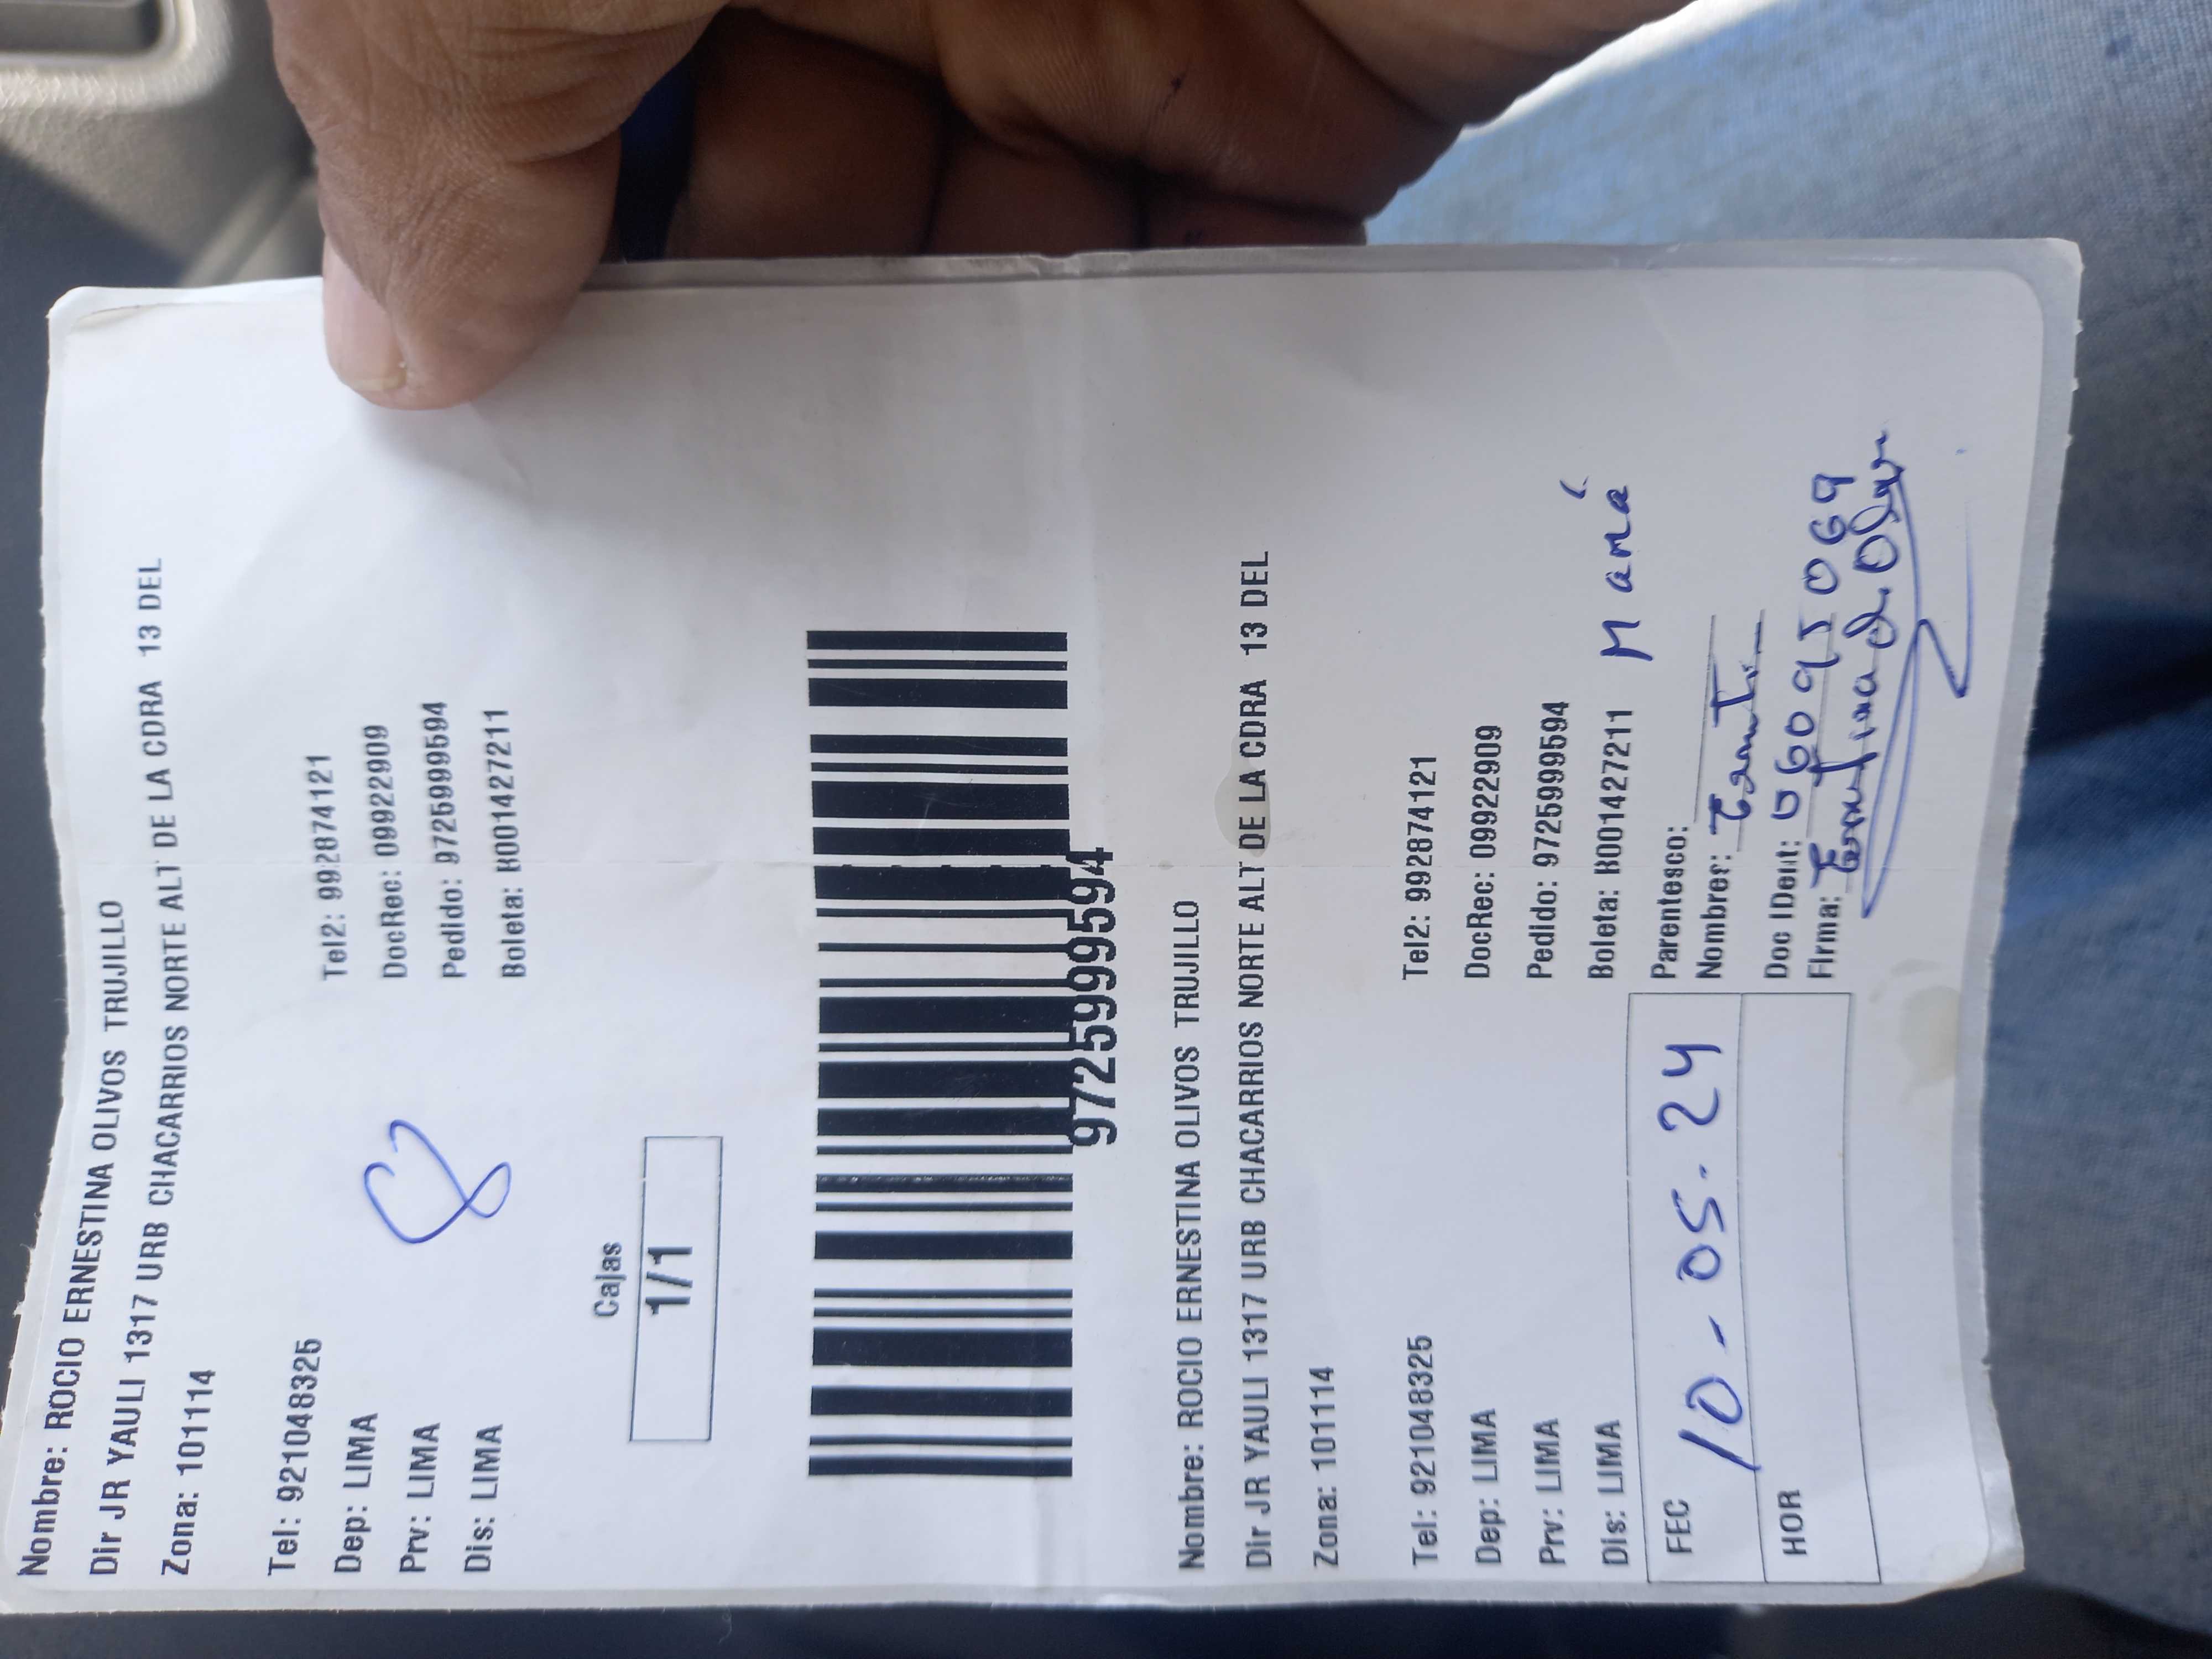 Nombre: ROCIO ERNESTINA OLIVOS TRUJILLO
Dir JR YAULI 1317 URB CHACARRIOS NORTE ALT DE LA CDRA 13 DEL
Zona: 101114
Tel: 921048325 Tel2: 992874121
Dep: LIMA DocRec: 09922909
Prv: LIMA Pedido: 972599959​4
Dis: LIMA Boleta: B001427211
Cajas
1/1
9725999594
Nombre: ROCIO ERNESTINA OLIVOS TRUJILLO
Dir JR YAULI 1317 URB CHACARRIOS NORTE ALT DE LA CDRA 13 DEL
Zona: 101114
Tel: 921048325 Tel2: 992874121
Dep: LIMA DocRec: 09922909
Prv: LIMA Pedido: 9725999594
Dis: LIMA Boleta: B001427211
Mamá
FEC 10-05-24 Parentesco:
Nombres:
HOR Doc IDent: 06095069
Firma: